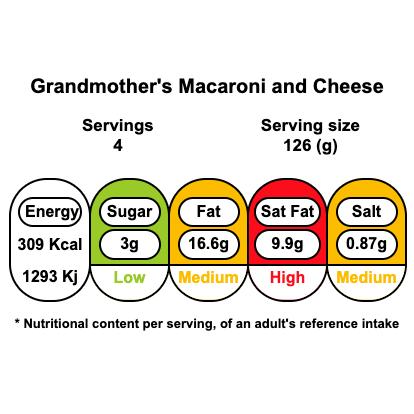 Grandmother's Macaroni and Cheese
Servings
4
Serving size
126 (g)
Energy
309 Kcal
1293 Kj
Sugar
3g
Low
Fat
16.6g
Medium
Sat Fat
9.9g
High
Salt
0.87g
Medium
* Nutritional content per serving, of an adult's reference intake